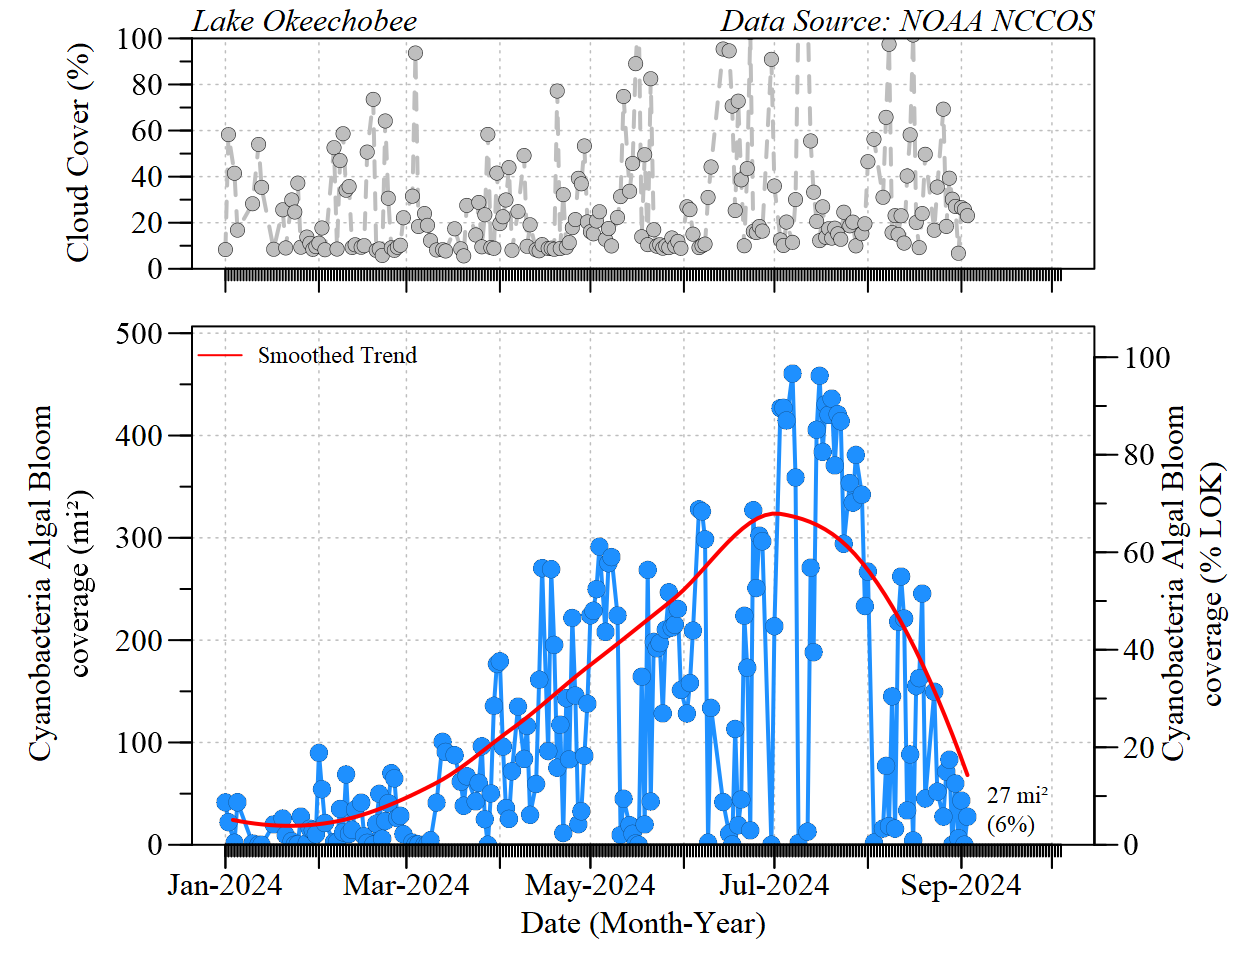 Lake Okeechobee Data Source: NOAA NCCOS
Cloud Cover (%)
100
80
60
40
20
0
Smoothed Trend
Cyanobacteria Algal Bloom
coverage (mi²)
500
400
300
200
100
0
100
80
60
40
20
0
Cyanobacteria Algal Bloom
coverage (% LOK)
27 mi²
(6%)
Jan-2024 Mar-2024 May-2024 Jul-2024 Sep-2024
Date (Month-Year)